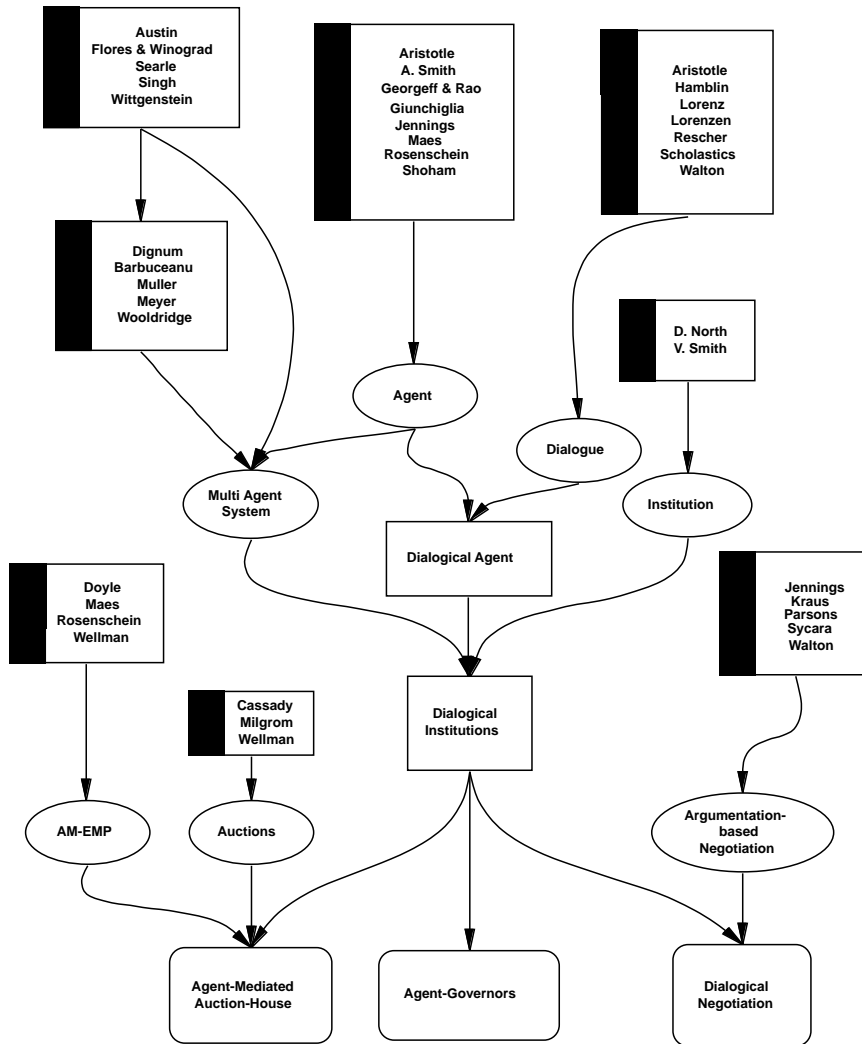 Austin
Flores & Winograd
Searle
Singh
Wittgenstein
Aristotle
A. Smith
Georgeff & Rao
Giunchiglia
Jennings
Maes
Rosenschein
Shoham
Aristotle
Hamblin
Lorenz
Lorenzen
Rescher
Scholastics
Walton
Dignum
Barbuceanu
Muller
Meyer
Wooldridge
D. North
V. Smith
Agent
Dialogue
Multi Agent
System
Institution
Dialogical Agent
Doyle
Maes
Rosenschein
Wellman
Jennings
Kraus
Parsons
Sycara
Walton
Cassady
Milgrom
Wellman
Dialogical
Institutions
AM-EMP
Auctions
Argumentation-
based
Negotiation
Agent-Mediated
Auction-House
Agent-Governors
Dialogical
Negotiation